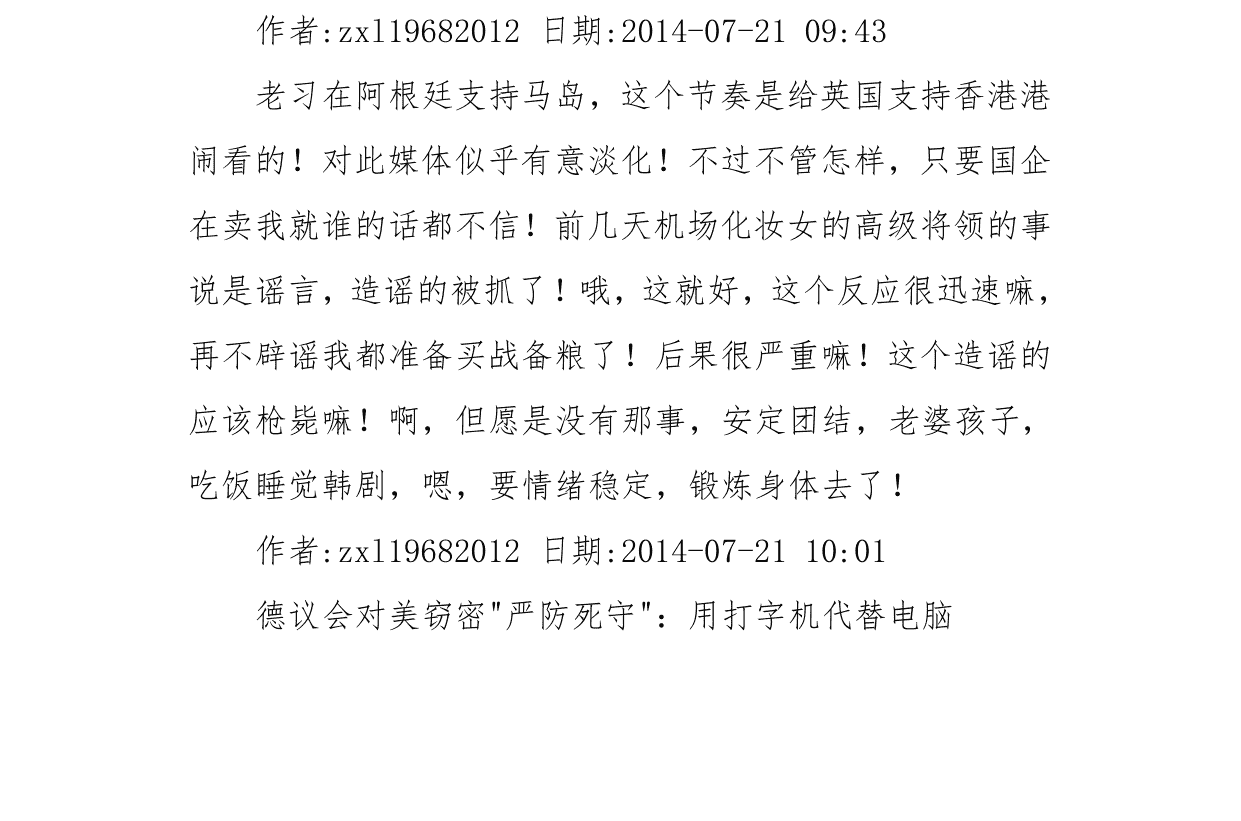 作者:zxl19682012 日期:2014-07-21 09:43
老习在阿根廷支持马岛，这个节奏是给英国支持香港港
闹看的！对此媒体似乎有意淡化！不过不管怎样，只要国企
在卖我就谁的话都不信！前几天机场化妆女的高级将领的事
说是谣言，造谣的被抓了！哦，这就好，这个反应很迅速嘛，
再不辟谣我都准备买战备粮了！后果很严重嘛！这个造谣的
应该枪毙嘛！啊，但愿是没有那事，安定团结，老婆孩子，
吃饭睡觉韩剧，嗯，要情绪稳定，锻炼身体去了！
作者:zxl19682012 日期:2014-07-21 10:01
德议会对美窃密"严防死守"：用打字机代替电脑